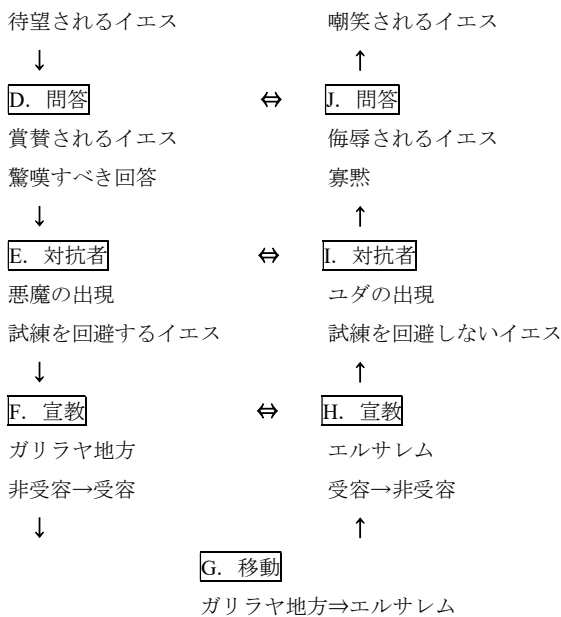 待望されるイエス　嘲笑されるイエス
↓　↑
D. 問答　⇔　J. 問答
賞賛されるイエス　侮辱されるイエス
驚嘆すべき回答　寡黙
↓　↑
E. 対抗者　⇔　I. 対抗者
悪魔の出現　ユダの出現
試練を回避するイエス　試練を回避しないイエス
↓　↑
F. 宣教　⇔　H. 宣教
ガリラヤ地方　エルサレム
非受容→受容　受容→非受容
↓　↑
G. 移動
ガリラヤ地方⇒エルサレム